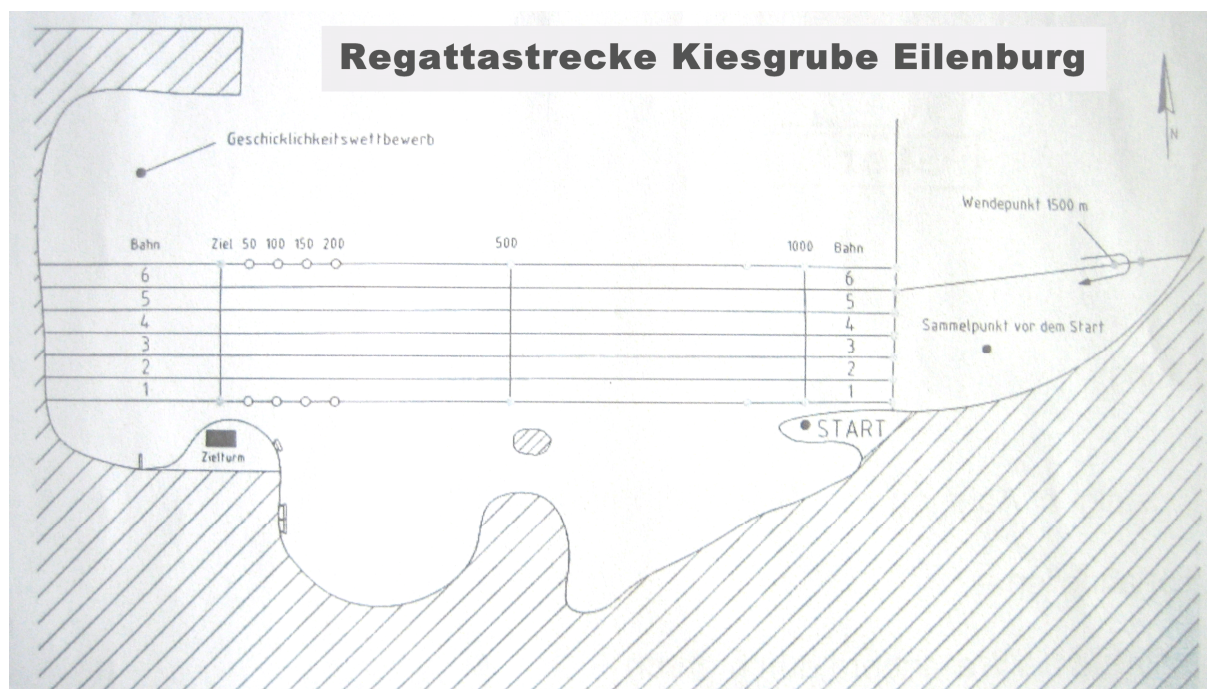 Regattastrecke Kiesgrube Eilenburg
N
Geschicklichkeitswettbewerb
Wendepunkt 1500 m
Bahn Ziel 50 100 150 200 500 1000 Bahn
6 6
5 5
4 4
3 3
2 2
1 1
Sammelpunkt vor dem Start
START
Zielturm